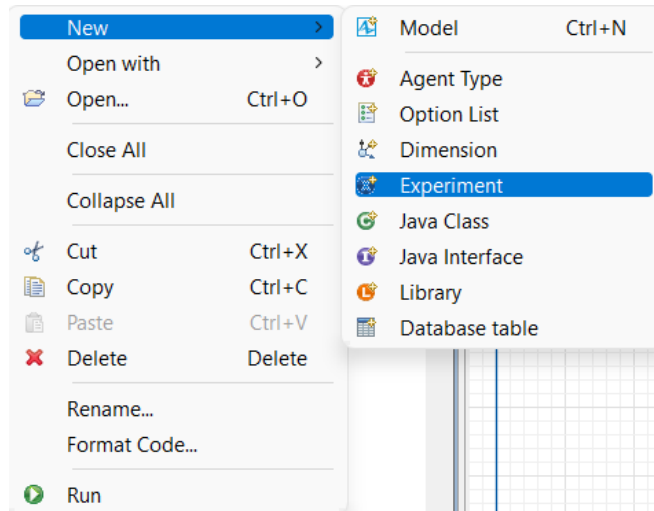 New
Open with
Open... Ctrl+O
Close All
Collapse All
Cut Ctrl+X
Copy Ctrl+C
Paste Ctrl+V
Delete Delete
Rename...
Format Code...
Run
Model Ctrl+N
Agent Type
Option List
Dimension
Experiment
Java Class
Java Interface
Library
Database table